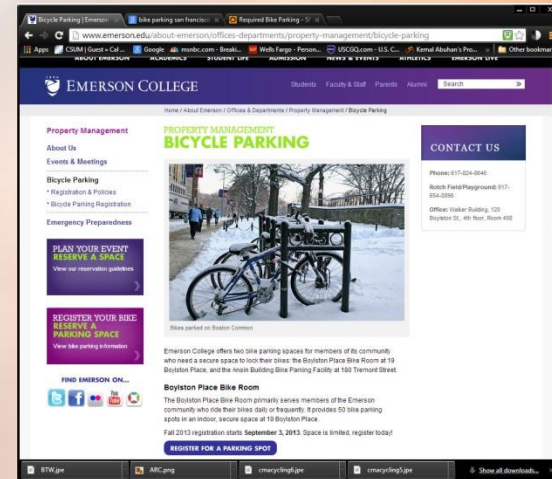 Bicycle Parking | Emerson
bike parking san francisco
Required Bike Parking - S
www.emerson.edu/about-emerson/offices-departments/property-management/bicycle-parking
Apps
CSUM | Guest = Cal ...
Google
msnbc.com - Breaki...
Wells Fargo - Person...
USCGQ.com - U.S. C...
Kemal Abuhan's Pro...
Other bookmar
ABOUT EMERSON ACADEMICS STUDENT LIFE ADMISSION NEWS & EVENTS ATHLETICS EMERSON LIVE
EMERSON COLLEGE
Students Faculty & Staff Parents Alumni Search
Home / About Emerson / Offices & Departments / Property Management / Bicycle Parking
Property Management
About Us
Events & Meetings
Bicycle Parking
Registration & Policies
Bicycle Parking Registration
Emergency Preparedness
PLAN YOUR EVENT
RESERVE A SPACE
View our reservation guidelines
REGISTER YOUR BIKE
RESERVE A
PARKING SPACE
View bike parking information
FIND EMERSON ON...
You
Tube
PROPERTY MANAGEMENT
BICYCLE PARKING
Bikes parked on Boston Common
Emerson College offers two bike parking spaces for members of its community
who need a secure space to lock their bikes: the Boylston Place Bike Room at 19
Boylston Place, and the Ansin Building Bike Parking Facility at 180 Tremont Street.
Boylston Place Bike Room
The Boylston Place Bike Room primarily serves members of the Emerson
community who ride their bikes daily or frequently. It provides 50 bike parking
spots in an indoor, secure space at 19 Boylston Place.
Fall 2013 registration starts September 3, 2013. Space is limited, register today!
REGISTER FOR A PARKING SPOT
CONTACT US
Phone: 617-824-8646
Rotch Field/Playground: 617-
Office: Walker Building, 120
Boylston St., 4th floor, Room 400
BTW.jpe
ARC.png
cmacycling6.jpe
cmacycling5.jpe
Show all downloads...